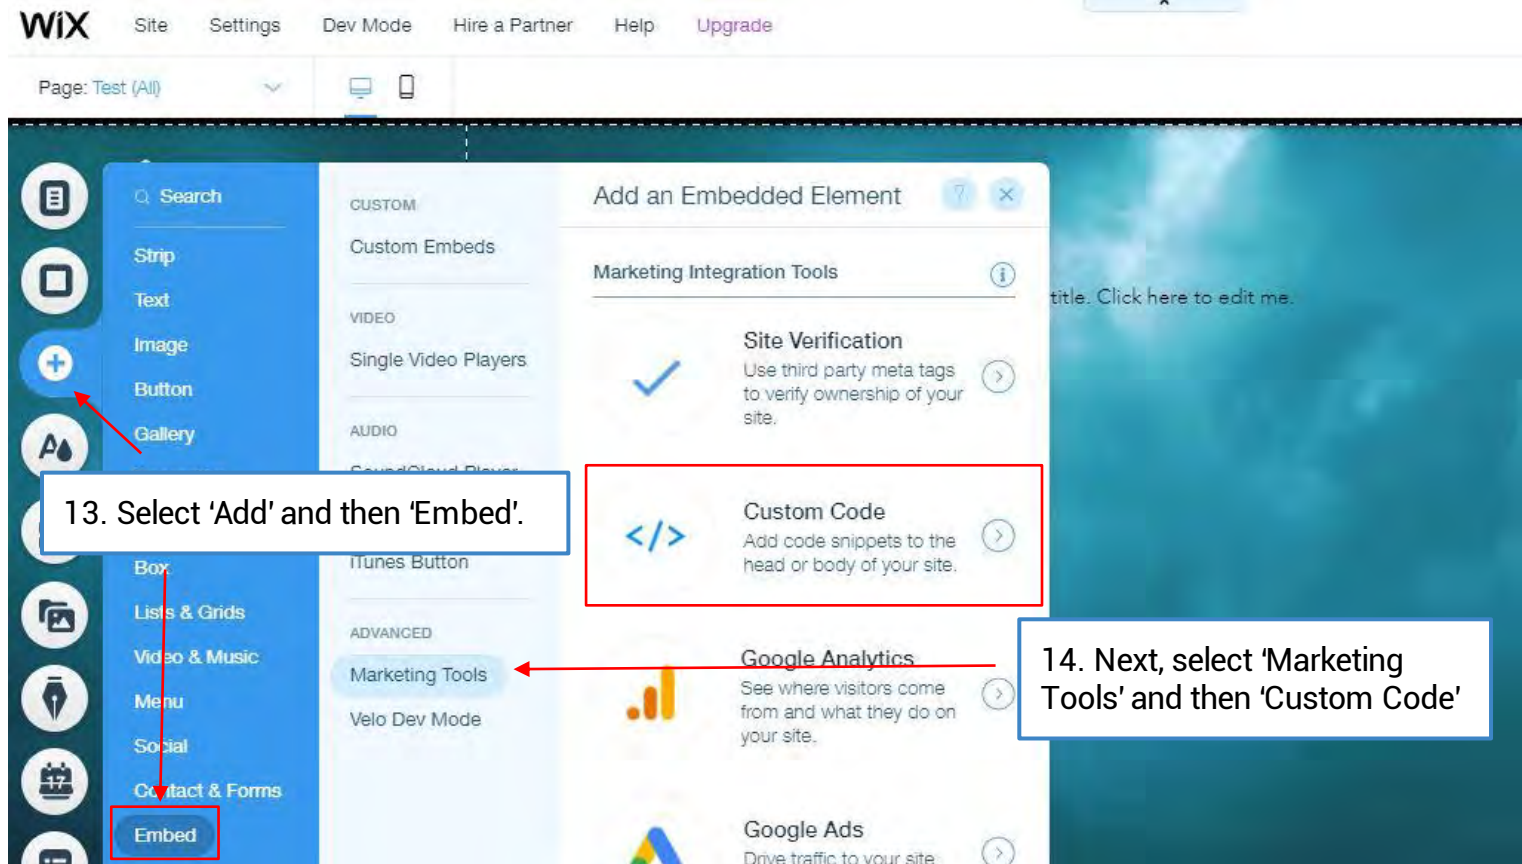 WiX Site Settings Dev Mode Hire a Partner Help Upgrade
Page: Test (All)
Search
Strip
Text
Image
Button
Gallery
Box
Lists & Grids
Video & Music
Menu
Social
Contact & Forms
Embed
CUSTOM
Custom Embeds
VIDEO
Single Video Players
AUDIO
SoundCloud Player
iTunes Button
ADVANCED
Marketing Tools
Velo Dev Mode
Add an Embedded Element ?
Marketing Integration Tools i
Site Verification
Use third party meta tags
to verify ownership of your
site.
Custom Code
Add code snippets to the
head or body of your site.
Google Analytics
See where visitors come
from and what they do on
your site.
Google Ads
Drive traffic to your site
title. Click here to edit me.
13. Select ‘Add’ and then ‘Embed’.
14. Next, select ‘Marketing
Tools’ and then ‘Custom Code’
17